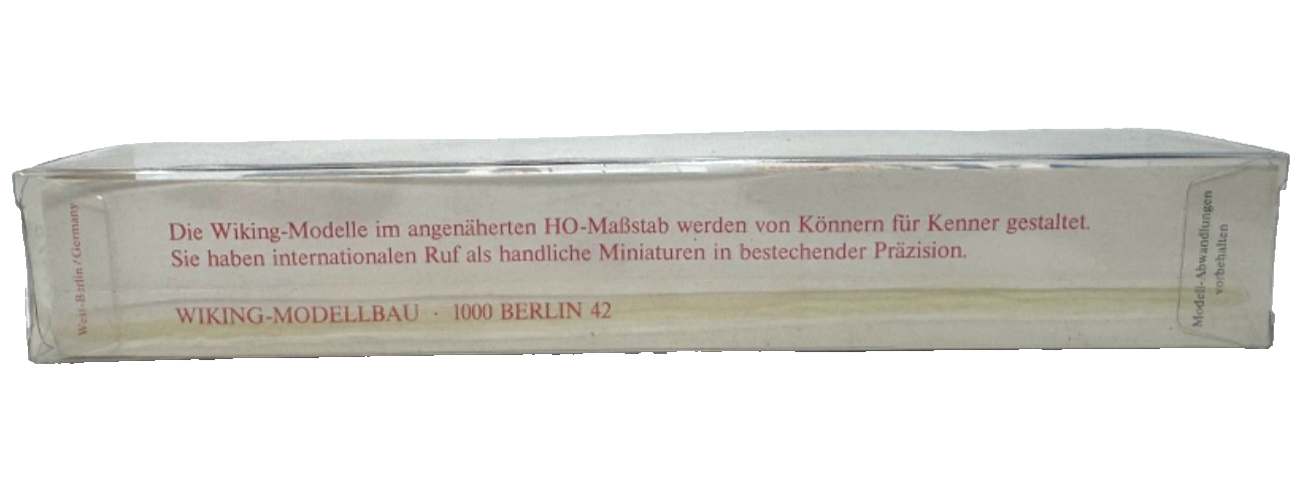 West-Berlin/Germany
Die Wiking-Modelle im angenäherten HO-Maßstab werden von Könnern für Kenner gestaltet.
Sie haben internationalen Ruf als handliche Miniaturen in bestechender Präzision.
WIKING-MODELLBAU · 1000 BERLIN 42
Modell-Abwandlungen
vorbehalten